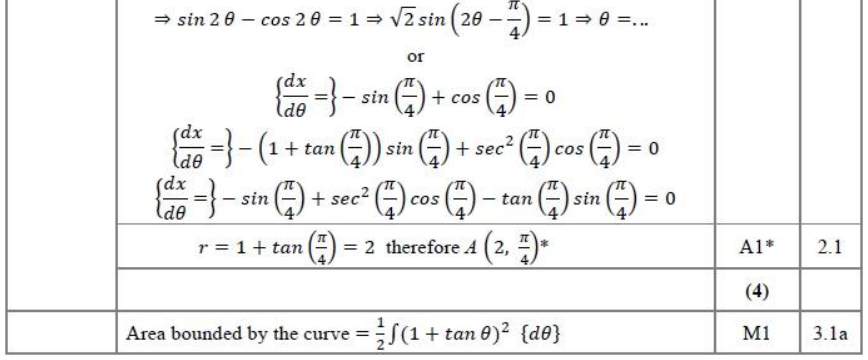 ⇒ sin 2 θ − cos 2 θ = 1 ⇒ √2 sin (2θ − π/4) = 1 ⇒ θ =...
or
{dx/dθ =} − sin (π/4) + cos (π/4) = 0
{dx/dθ =} − (1 + tan (π/4)) sin (π/4) + sec² (π/4) cos (π/4) = 0
{dx/dθ =} − sin (π/4) + sec² (π/4) cos (π/4) − tan (π/4) sin (π/4) = 0
r = 1 + tan (π/4) = 2 therefore A (2, π/4)* A1* 2.1
(4)
Area bounded by the curve = 1/2 ∫(1 + tan θ)² {dθ} M1 3.1a